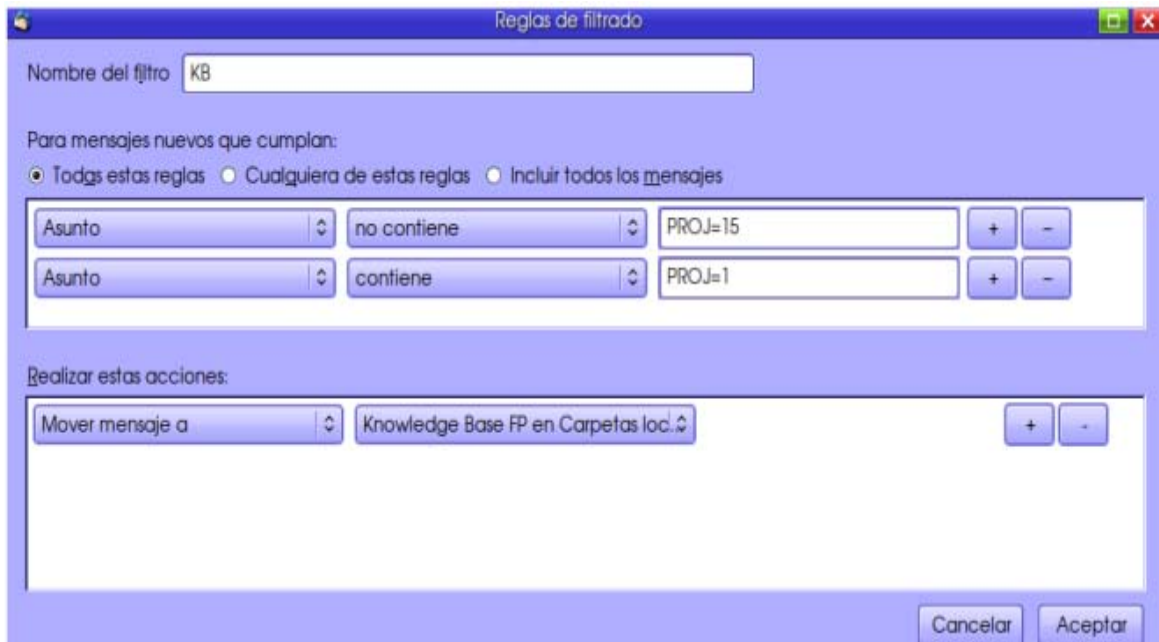 Reglas de filtrado
Nombre del filtro KB
Para mensajes nuevos que cumplan:
Todas estas reglas Cualquiera de estas reglas Incluir todos los mensajes
Asunto no contiene PROJ=15 + -
Asunto contiene PROJ=1 + -
Realizar estas acciones:
Mover mensaje a Knowledge Base FP en Carpetas loc. + -
Cancelar Aceptar